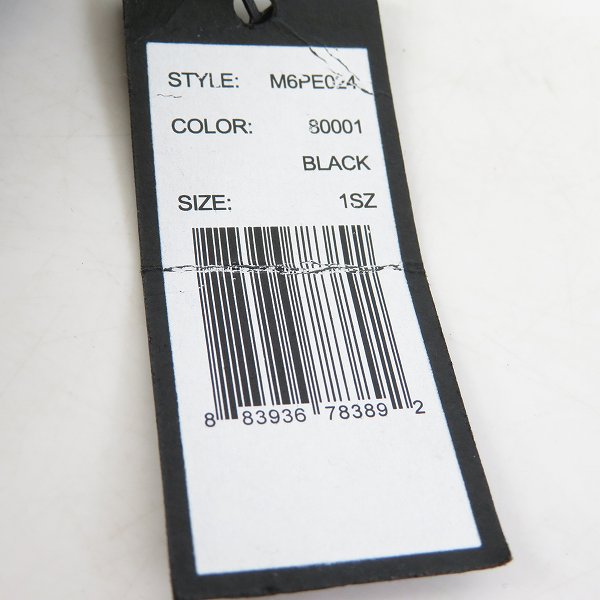 STYLE: M6PE024
COLOR: 80001
BLACK
SIZE: 1SZ
8 83936 78389 2